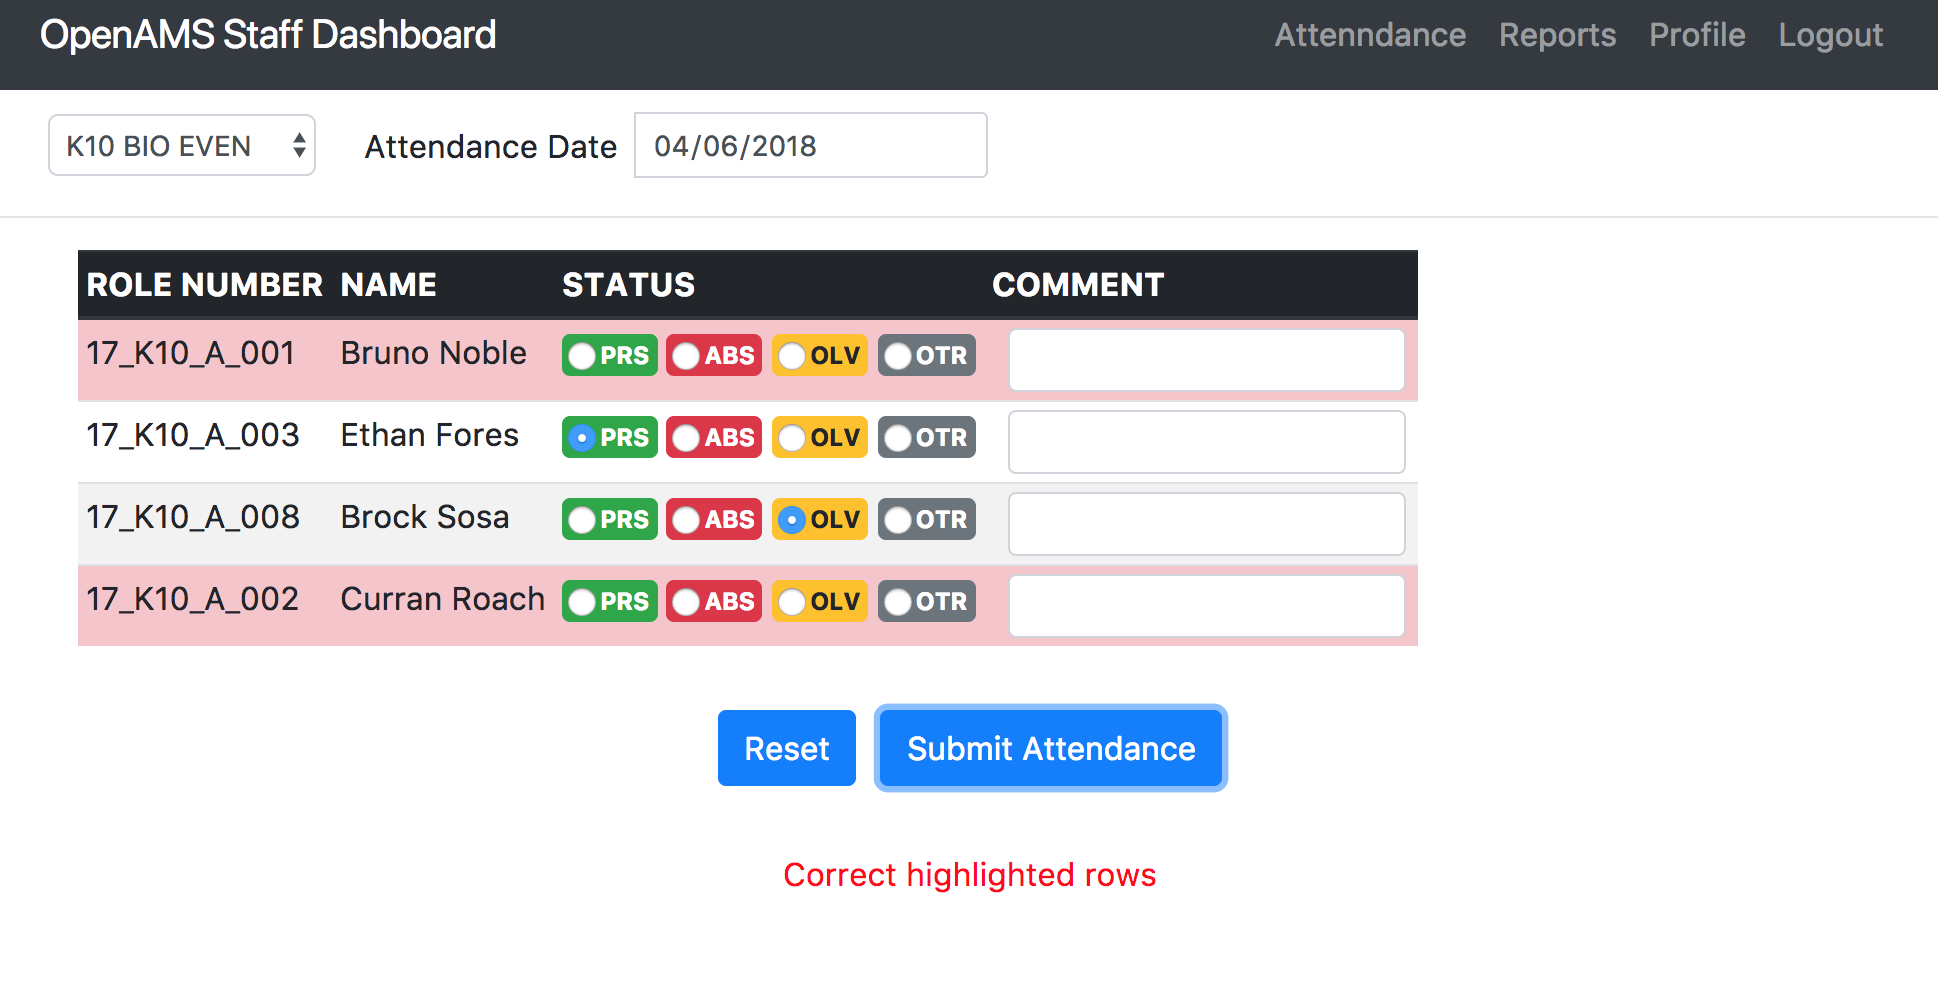 OpenAMS Staff Dashboard Attenndance Reports Profile Logout
K10 BIO EVEN Attendance Date 04/06/2018
ROLE NUMBER NAME STATUS COMMENT
17_K10_A_001 Bruno Noble PRS ABS OLV OTR
17_K10_A_003 Ethan Fores PRS ABS OLV OTR
17_K10_A_008 Brock Sosa PRS ABS OLV OTR
17_K10_A_002 Curran Roach PRS ABS OLV OTR
Reset Submit Attendance
Correct highlighted rows